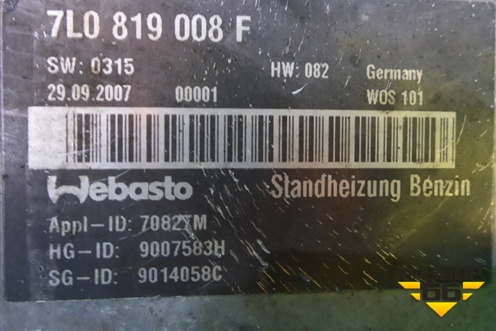 7L0 819 008 F
SW: 0315 HW: 082 Germany
29.09.2007 00001 WOS 101
Webasto Standheizung Benzin
Appl-ID: 7082TM
HG-ID: 9007583H
SG-ID: 9014058C